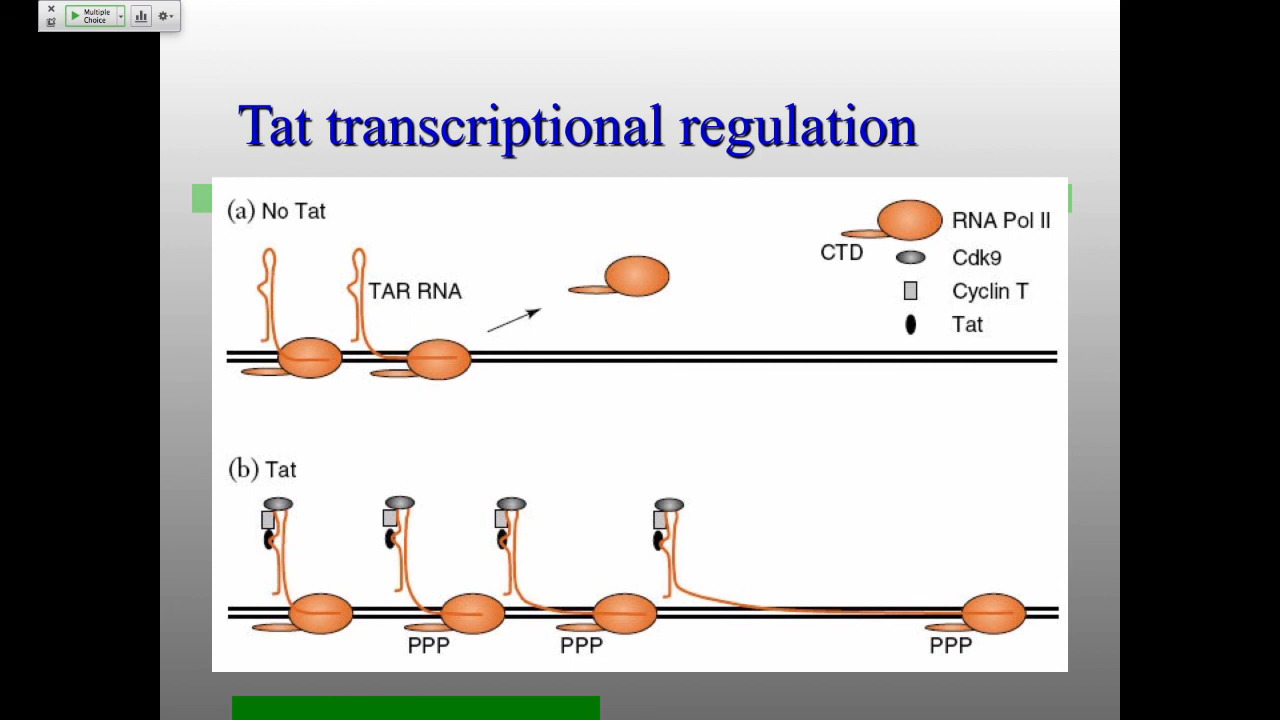 Multiple
Choice
Tat transcriptional regulation
(a) No Tat
RNA Pol II
CTD
Cdk9
TAR RNA
Cyclin T
Tat
(b) Tat
PPP
PPP
PPP